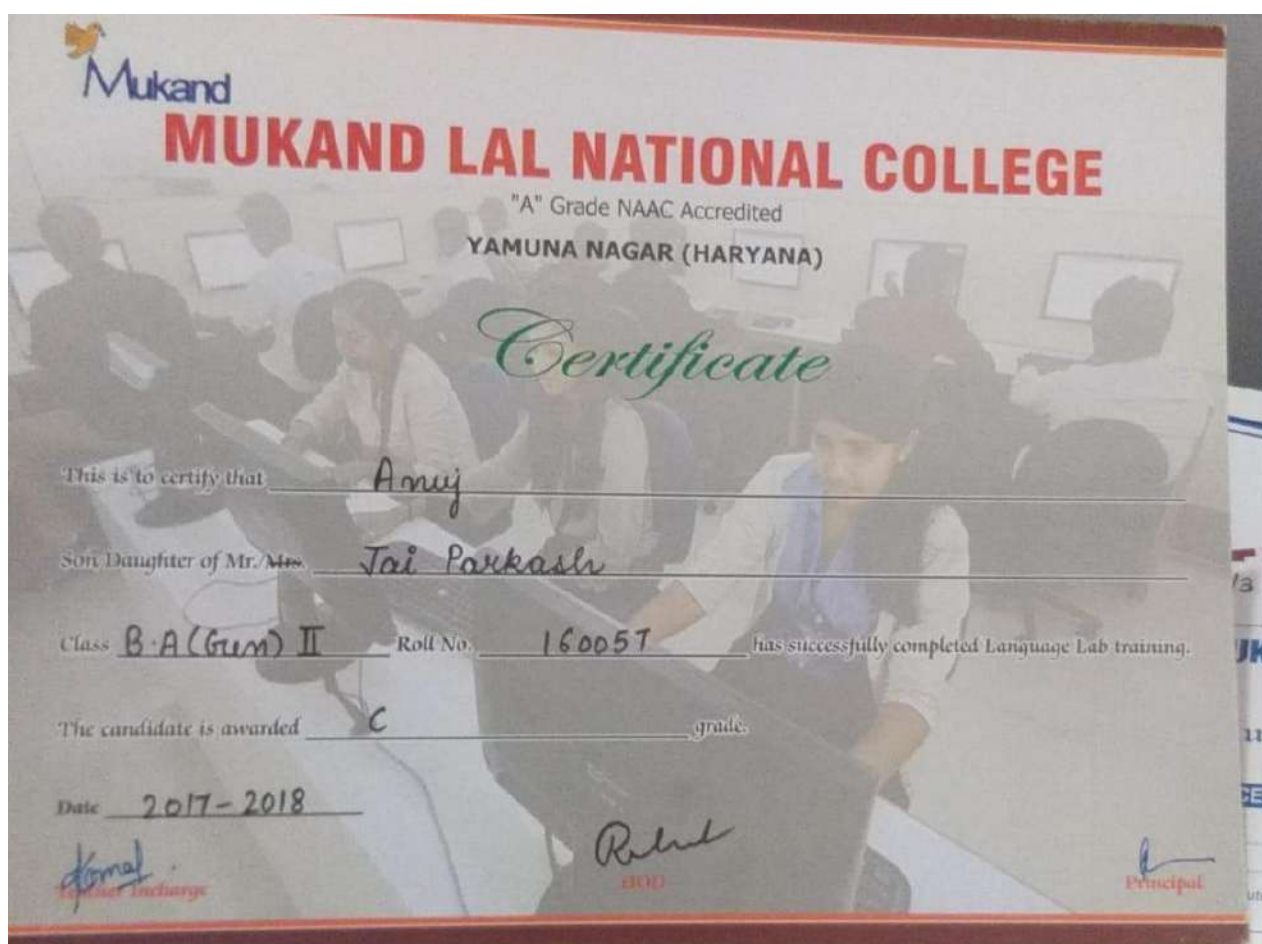 Mukand
MUKAND LAL NATIONAL COLLEGE
"A" Grade NAAC Accredited
YAMUNA NAGAR (HARYANA)
Certificate
This is to certify that Anuj
Son Daughter of Mr./Mrs. Jai Parkash
Class B.A(Gen) II Roll No. 160057 has successfully completed Language Lab training.
The candidate is awarded C grade.
Date 2017-2018
Komal
Teacher Incharge
HOD
Principal